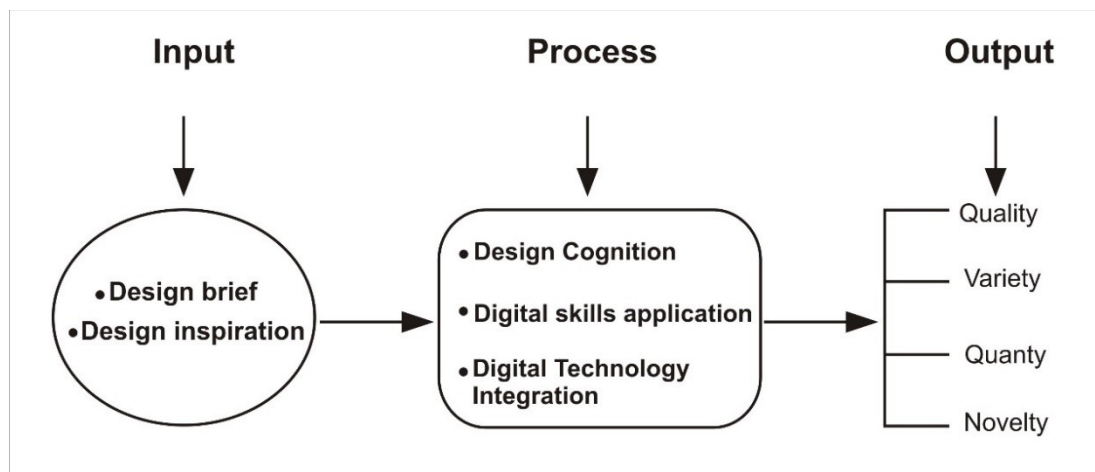 Input
Process
Output
• Design brief
• Design inspiration
• Design Cognition
• Digital skills application
• Digital Technology
Integration
Quality
Variety
Quanty
Novelty